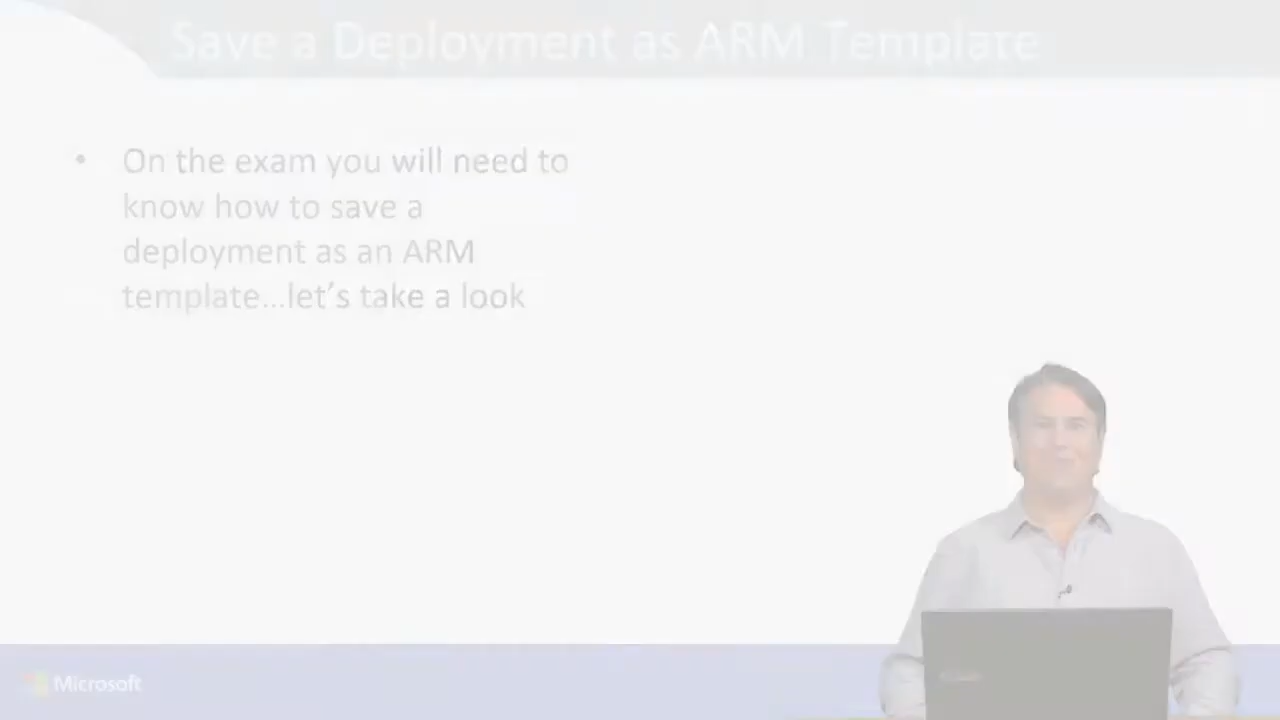 Save a Deployment as ARM Template
• On the exam you will need to
know how to save a
deployment as an ARM
template...let's take a look
Microsoft